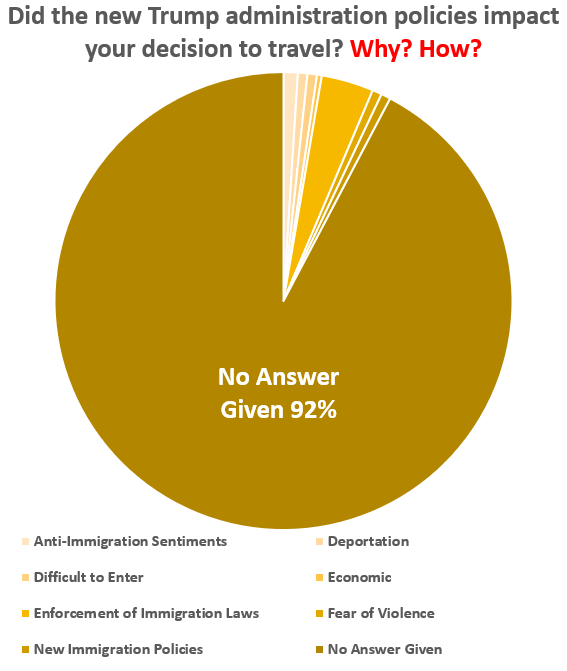 Did the new Trump administration policies impact
your decision to travel? Why? How?
No Answer
Given 92%
Anti-Immigration Sentiments
Deportation
Difficult to Enter
Economic
Enforcement of Immigration Laws
Fear of Violence
New Immigration Policies
No Answer Given